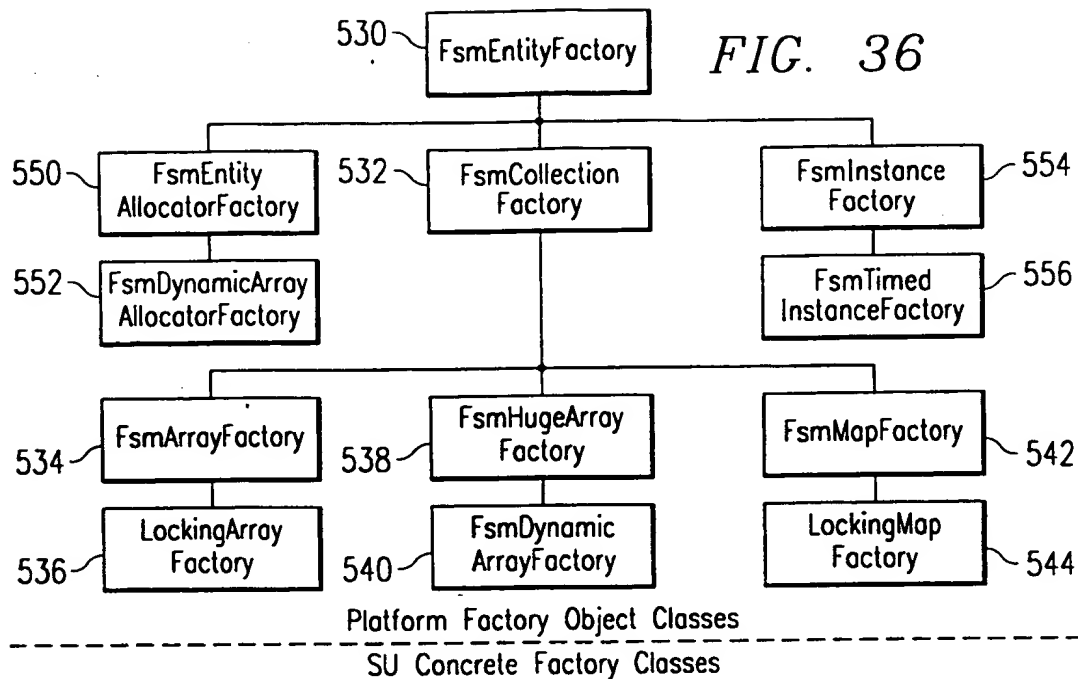 530
FsmEntityFactory
FIG. 36
550
FsmEntity
AllocatorFactory
532
FsmCollection
Factory
FsmInstance
Factory
554
552
FsmDynamicArray
AllocatorFactory
FsmTimed
InstanceFactory
556
534
FsmArrayFactory
538
FsmHugeArray
Factory
FsmMapFactory
542
536
LockingArray
Factory
540
FsmDynamic
ArrayFactory
LockingMap
Factory
544
Platform Factory Object Classes
SU Concrete Factory Classes